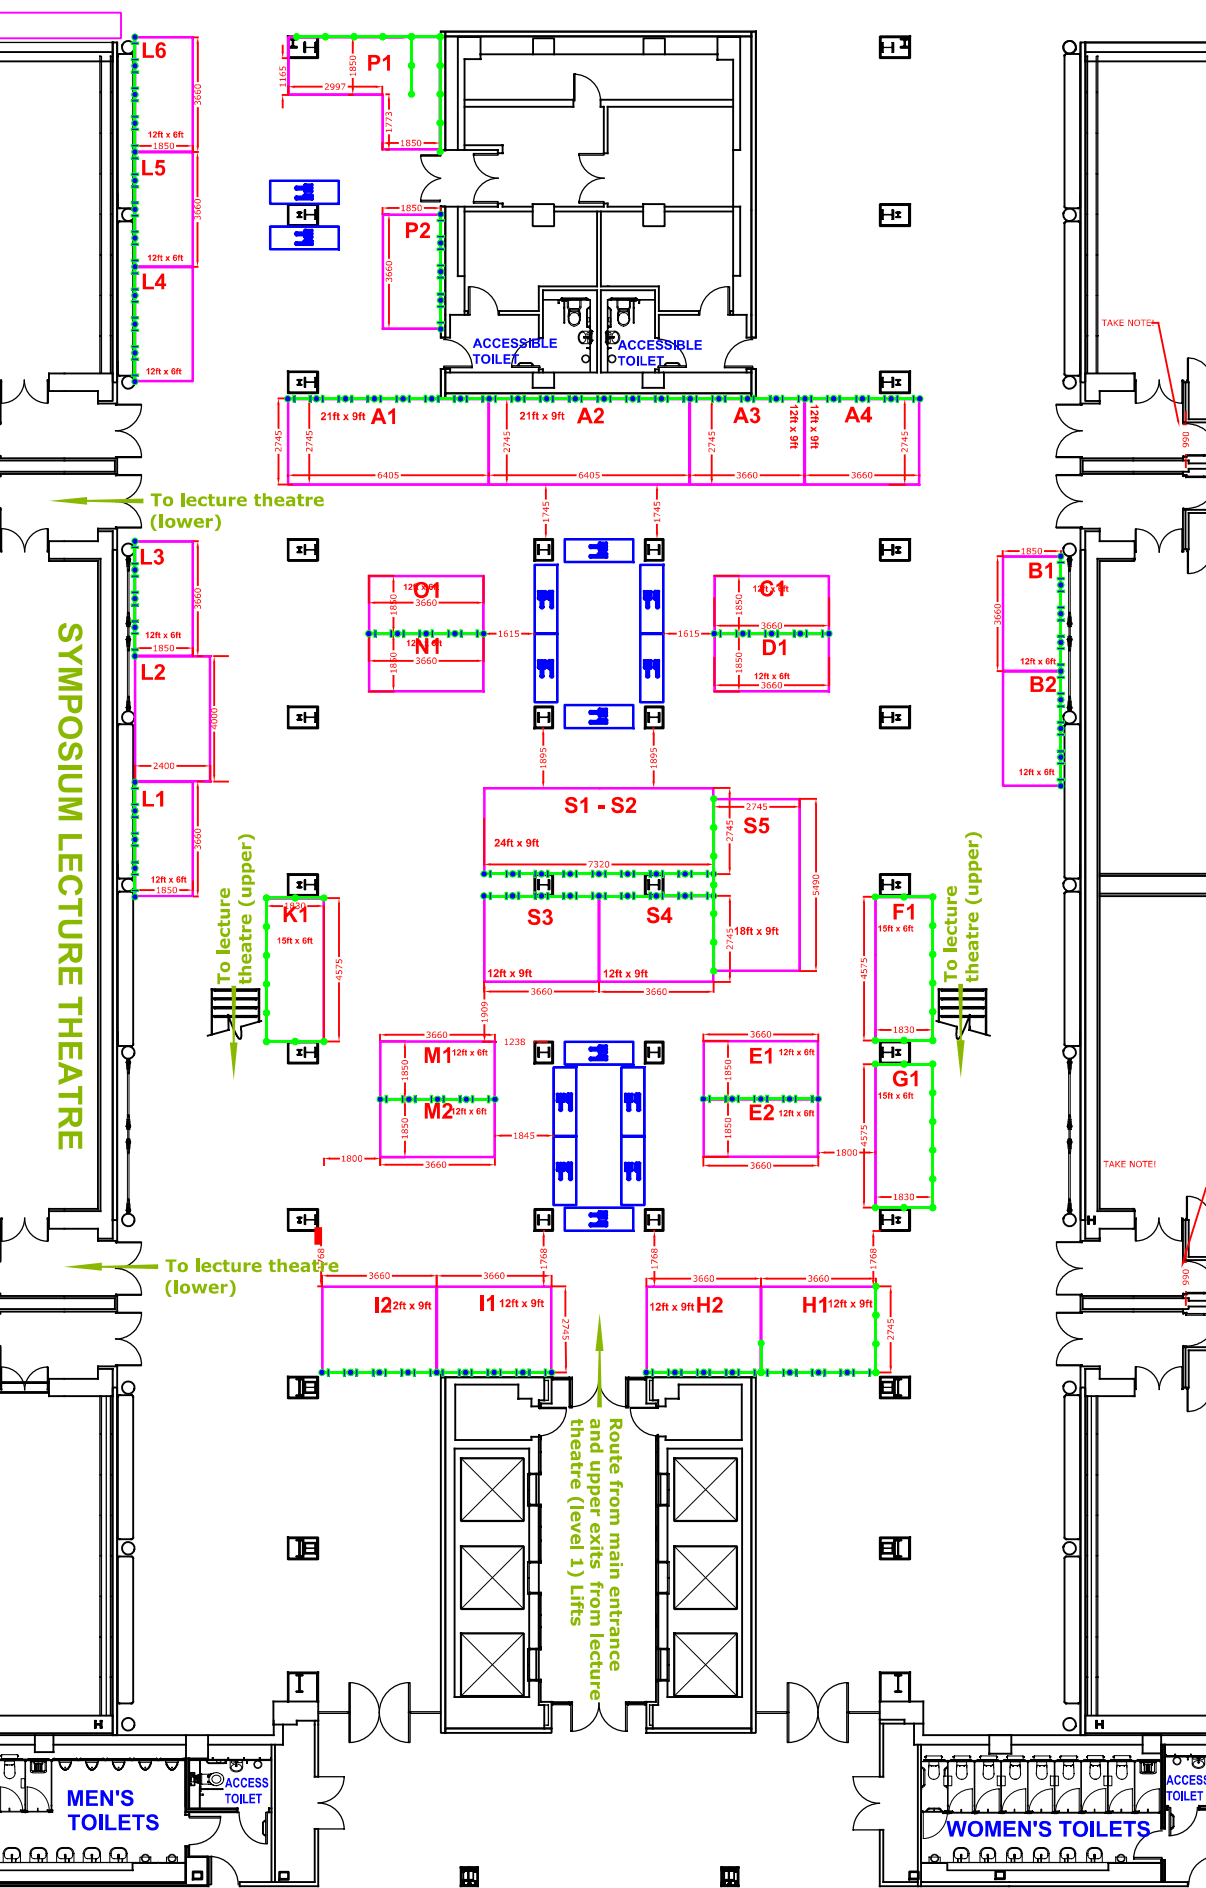 L6
3660
12ft x 6ft
1850
L5
3660
12ft x 6ft
L4
12ft x 6ft
P1
1165
1850
2997
1773
1850
1850
P2
3660
ACCESSIBLE
TOILET
ACCESSIBLE
TOILET
TAKE NOTE!
990
21ft x 9ft
A1
2745
2745
6405
21ft x 9ft
A2
2745
6405
A3
12ft x 9ft
2745
3660
12ft x 9ft
A4
2745
3660
To lecture theatre
(lower)
1745
1745
L3
3660
12ft x 6ft
1850
L2
4000
2400
L1
3660
12ft x 6ft
1850
SYMPOSIUM LECTURE THEATRE
O1
1850
3660
N1
3660
1850
1615
1615
C1
1850
3660
D1
1850
12ft x 6ft
3660
1850
B1
3660
12ft x 6ft
B2
12ft x 6ft
1895
1895
S1 - S2
24ft x 9ft
7320
2745
2745
S5
5490
18ft x 9ft
S3
12ft x 9ft
3660
S4
12ft x 9ft
3660
2745
To lecture
theatre (upper)
1830
K1
15ft x 6ft
4575
F1
15ft x 6ft
4575
1830
To lecture
theatre (upper)
1909
1238
3660
M1
12ft x 6ft
1850
M2
12ft x 6ft
1850
3660
1800
1845
3660
E1
12ft x 6ft
1850
E2
12ft x 6ft
1850
3660
1800
G1
15ft x 6ft
4575
1830
TAKE NOTE!
990
To lecture theatre
(lower)
1768
1768
1768
3660
3660
I2
12ft x 9ft
I1
12ft x 9ft
2745
3660
3660
12ft x 9ft
H2
H1
12ft x 9ft
2745
Route from main entrance
and upper exits from lecture
theatre (level 1) Lifts
MEN'S
TOILETS
ACCESS
TOILET
WOMEN'S TOILETS
ACCESS
TOILET